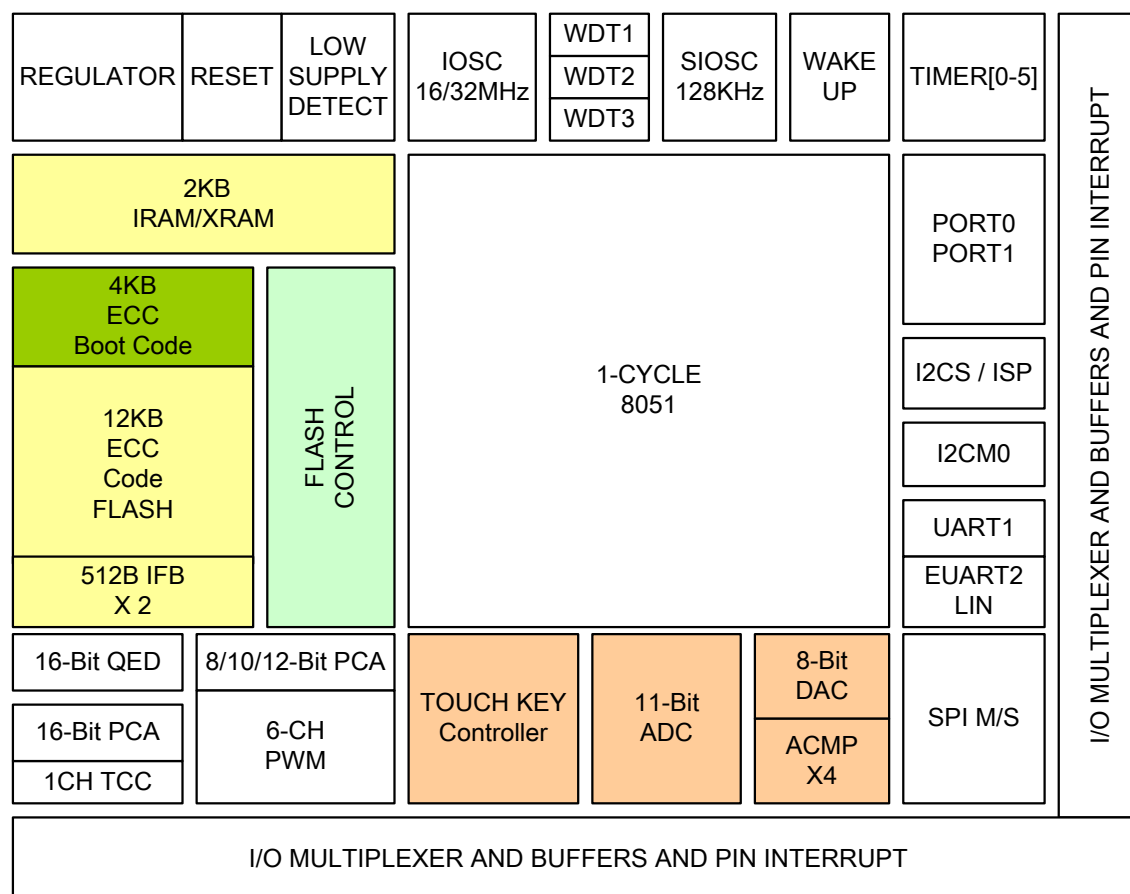 REGULATOR
RESET
LOW
SUPPLY
DETECT
IOSC
16/32MHz
WDT1
WDT2
WDT3
SIOSC
128KHz
WAKE
UP
TIMER[0-5]
2KB
IRAM/XRAM
4KB
ECC
Boot Code
12KB
ECC
Code
FLASH
512B IFB
X 2
FLASH
CONTROL
1-CYCLE
8051
PORT0
PORT1
I2CS / ISP
I2CM0
UART1
EUART2
LIN
16-Bit QED
16-Bit PCA
1CH TCC
8/10/12-Bit PCA
6-CH
PWM
TOUCH KEY
Controller
11-Bit
ADC
8-Bit
DAC
ACMP
X4
SPI M/S
I/O MULTIPLEXER AND BUFFERS AND PIN INTERRUPT
I/O MULTIPLEXER AND BUFFERS AND PIN INTERRUPT